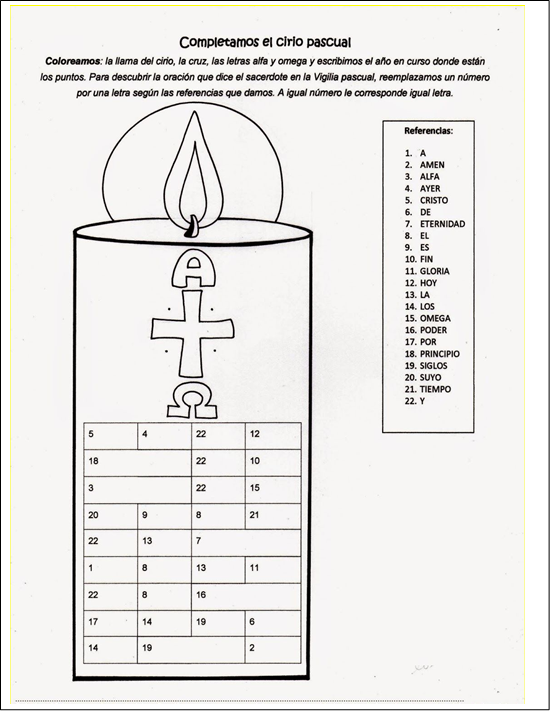 Completamos el cirio pascual
Coloreamos: la llama del cirio, la cruz, las letras alfa y omega y escribimos el año en curso donde están
los puntos. Para descubrir la oración que dice el sacerdote en la Vigilia pascual, reemplazamos un número
por una letra según las referencias que damos. A igual número le corresponde igual letra.
Referencias:
1. A
2. AMEN
3. ALFA
4. AYER
5. CRISTO
6. DE
7. ETERNIDAD
8. EL
9. ES
10. FIN
11. GLORIA
12. HOY
13. LA
14. LOS
15. OMEGA
16. PODER
17. POR
18. PRINCIPIO
19. SIGLOS
20. SUYO
21. TIEMPO
22. Y
A
Ω
5 4 22 12
18 22 10
3 22 15
20 9 8 21
22 13 7
1 8 13 11
22 8 16
17 14 19 6
14 19 2